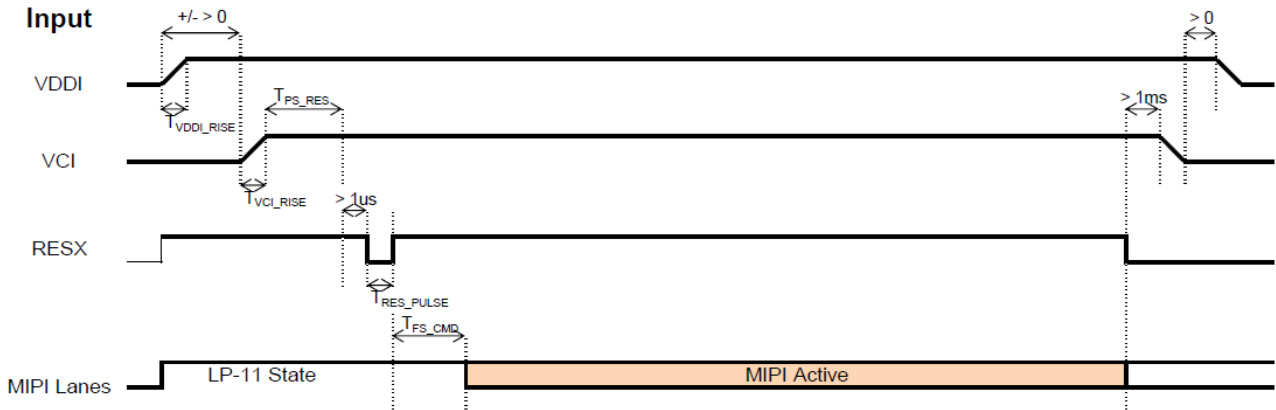 Input
+/- > 0
> 0
VDDI
T_PS_RES
> 1ms
T_VDDI_RISE
VCI
T_VCI_RISE
> 1us
RESX
T_RES_PULSE
T_FS_CMD
LP-11 State
MIPI Active
MIPI Lanes